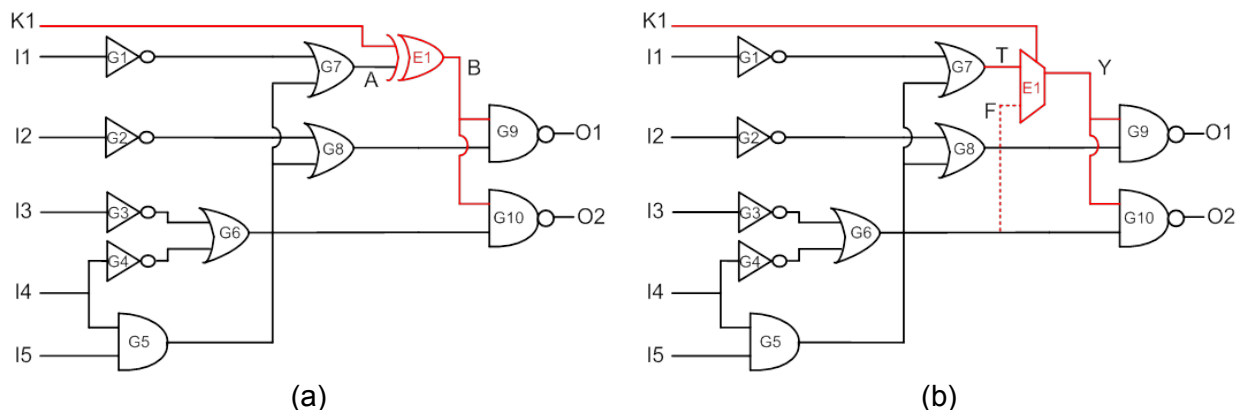 K1
I1
G1
G7
A
E1
B
I2
G2
G8
G9
O1
I3
G3
G6
G10
O2
G4
I4
G5
I5
(a)
K1
I1
G1
G7
T
E1
Y
F
I2
G2
G8
G9
O1
I3
G3
G6
G10
O2
G4
I4
G5
I5
(b)